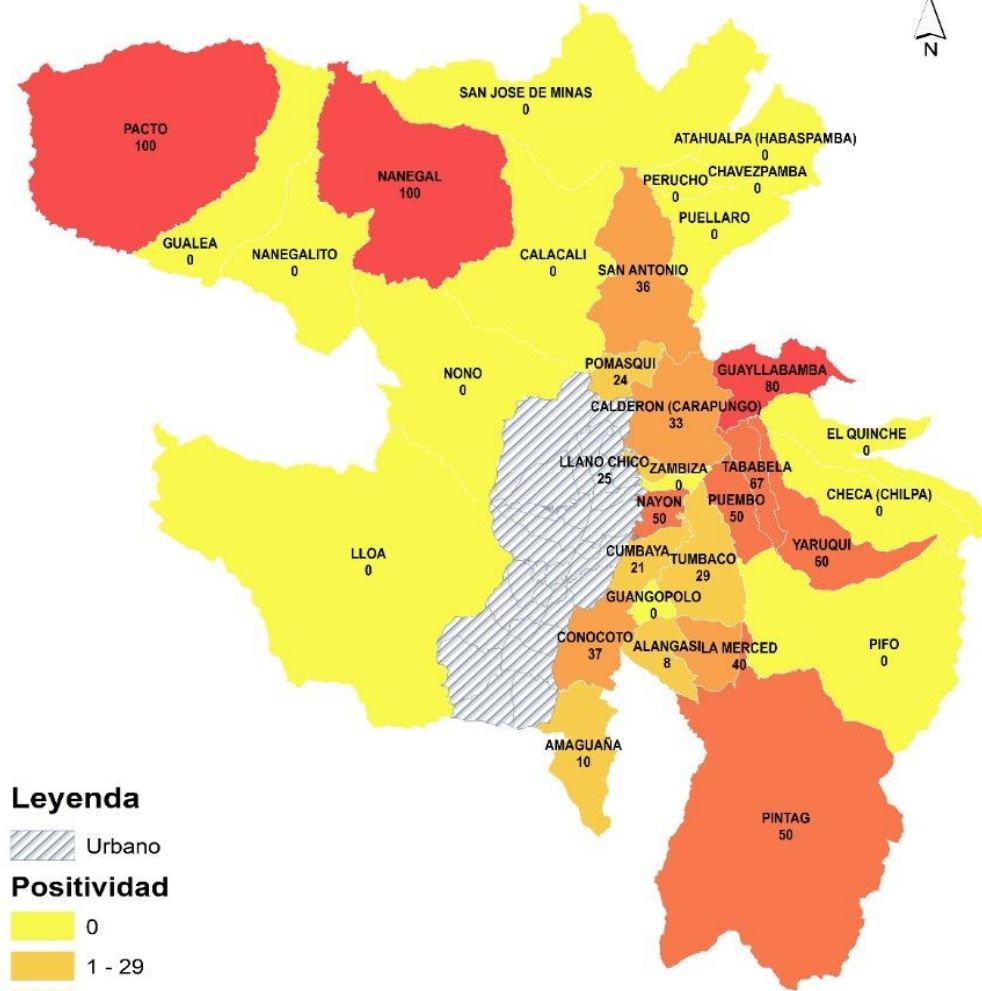 N
SAN JOSE DE MINAS
0
PACTO
100
ATAHUALPA (HABASPAMBA)
0
NANEGAL
100
PERUCHO
0
CHAVEZPAMBA
0
PUELLARO
0
GUALEA
0
NANEGALITO
0
CALACALI
0
SAN ANTONIO
36
POMASQUI
24
NONO
0
GUAYLLABAMBA
80
CALDERON (CARAPUNGO)
33
EL QUINCHE
0
LLANO CHICO
25
ZAMBIZA
0
TABABELA
67
CHECA (CHILPA)
0
NAYON
50
PUEMBO
50
YARUQUI
60
LLOA
0
CUMBAYA
21
TUMBACO
29
GUANGOPOLO
0
CONOCOTO
37
ALANGASI
8
LA MERCED
40
PIFO
0
AMAGUAÑA
10
PINTAG
50
Leyenda
Urbano
Positividad
0
1 - 29